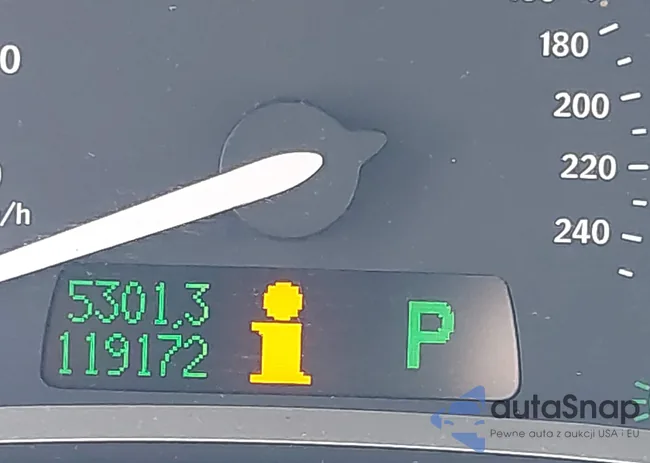 180
200
0
220
/h
240
5301.3
i P
119172
autaSnap
Pewne auta z aukcji USA i EU